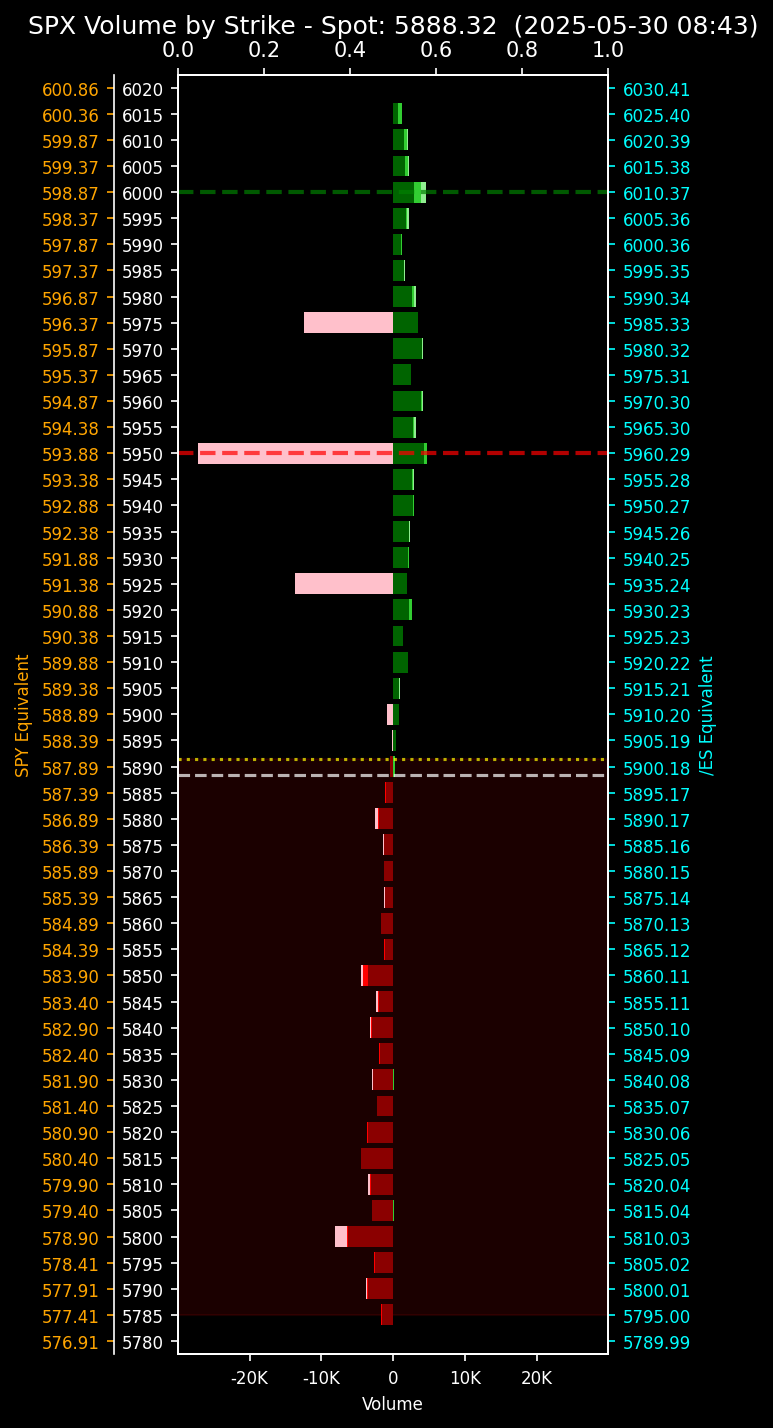 SPX Volume by Strike - Spot: 5888.32 (2025-05-30 08:43)
0.0 0.2 0.4 0.6 0.8 1.0
600.86 6020 6030.41
600.36 6015 6025.40
599.87 6010 6020.39
599.37 6005 6015.38
598.87 6000 6010.37
598.37 5995 6005.36
597.87 5990 6000.36
597.37 5985 5995.35
596.87 5980 5990.34
596.37 5975 5985.33
595.87 5970 5980.32
595.37 5965 5975.31
594.87 5960 5970.30
594.38 5955 5965.30
593.88 5950 5960.29
593.38 5945 5955.28
592.88 5940 5950.27
592.38 5935 5945.26
591.88 5930 5940.25
591.38 5925 5935.24
590.88 5920 5930.23
590.38 5915 5925.23
589.88 5910 5920.22
589.38 5905 5915.21
588.89 5900 5910.20
588.39 5895 5905.19
587.89 5890 5900.18
587.39 5885 5895.17
586.89 5880 5890.17
586.39 5875 5885.16
585.89 5870 5880.15
585.39 5865 5875.14
584.89 5860 5870.13
584.39 5855 5865.12
583.90 5850 5860.11
583.40 5845 5855.11
582.90 5840 5850.10
582.40 5835 5845.09
581.90 5830 5840.08
581.40 5825 5835.07
580.90 5820 5830.06
580.40 5815 5825.05
579.90 5810 5820.04
579.40 5805 5815.04
578.90 5800 5810.03
578.41 5795 5805.02
577.91 5790 5800.01
577.41 5785 5795.00
576.91 5780 5789.99
SPY Equivalent
/ES Equivalent
-20K -10K 0 10K 20K
Volume